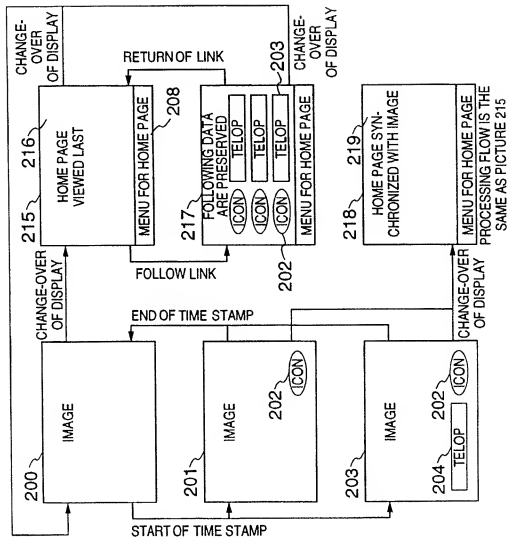 CHANGE-OVER
OF DISPLAY
215
216
HOME PAGE
VIEWED LAST
208
MENU FOR HOME PAGE
RETURN OF LINK
FOLLOW LINK
217
FOLLOWING DATA
ARE PRESERVED
ICON
TELOP
ICON
TELOP
ICON
TELOP
203
202
MENU FOR HOME PAGE
CHANGE-
OVER
OF DISPLAY
218
219
HOME PAGE SYN-
CHRONIZED WITH IMAGE
MENU FOR HOME PAGE
PROCESSING FLOW IS THE
SAME AS PICTURE 215
CHANGE-OVER
OF DISPLAY
CHANGE-OVER
OF DISPLAY
END OF TIME STAMP
200
IMAGE
201
IMAGE
202
ICON
203
IMAGE
204
TELOP
202
ICON
START OF TIME STAMP